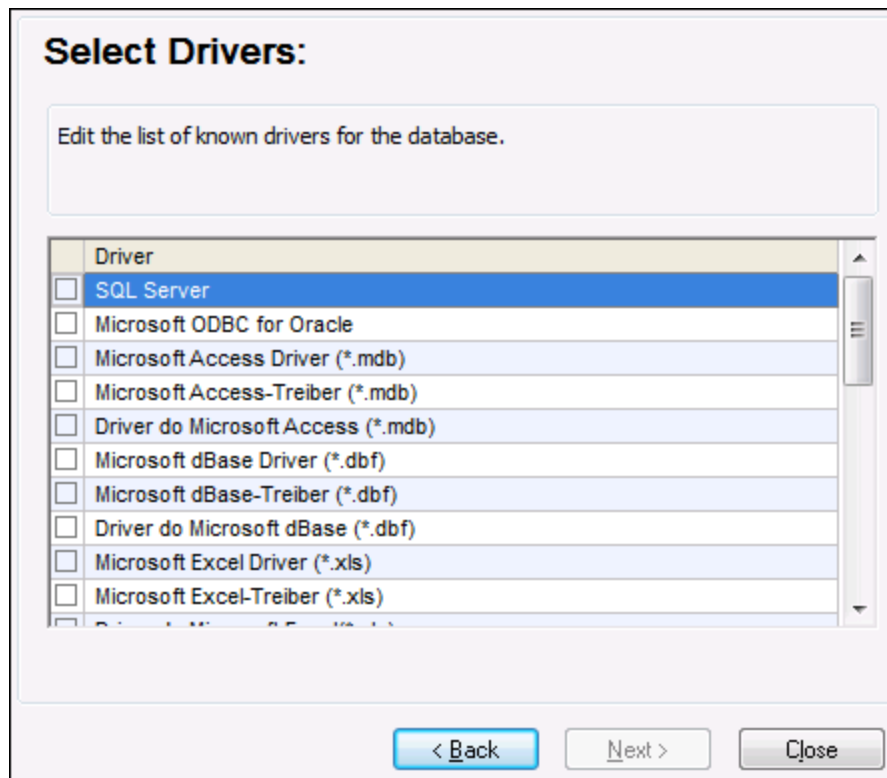 Select Drivers:
Edit the list of known drivers for the database.
Driver
SQL Server
Microsoft ODBC for Oracle
Microsoft Access Driver (*.mdb)
Microsoft Access-Treiber (*.mdb)
Driver do Microsoft Access (*.mdb)
Microsoft dBase Driver (*.dbf)
Microsoft dBase-Treiber (*.dbf)
Driver do Microsoft dBase (*.dbf)
Microsoft Excel Driver (*.xls)
Microsoft Excel-Treiber (*.xls)
< Back Next > Close